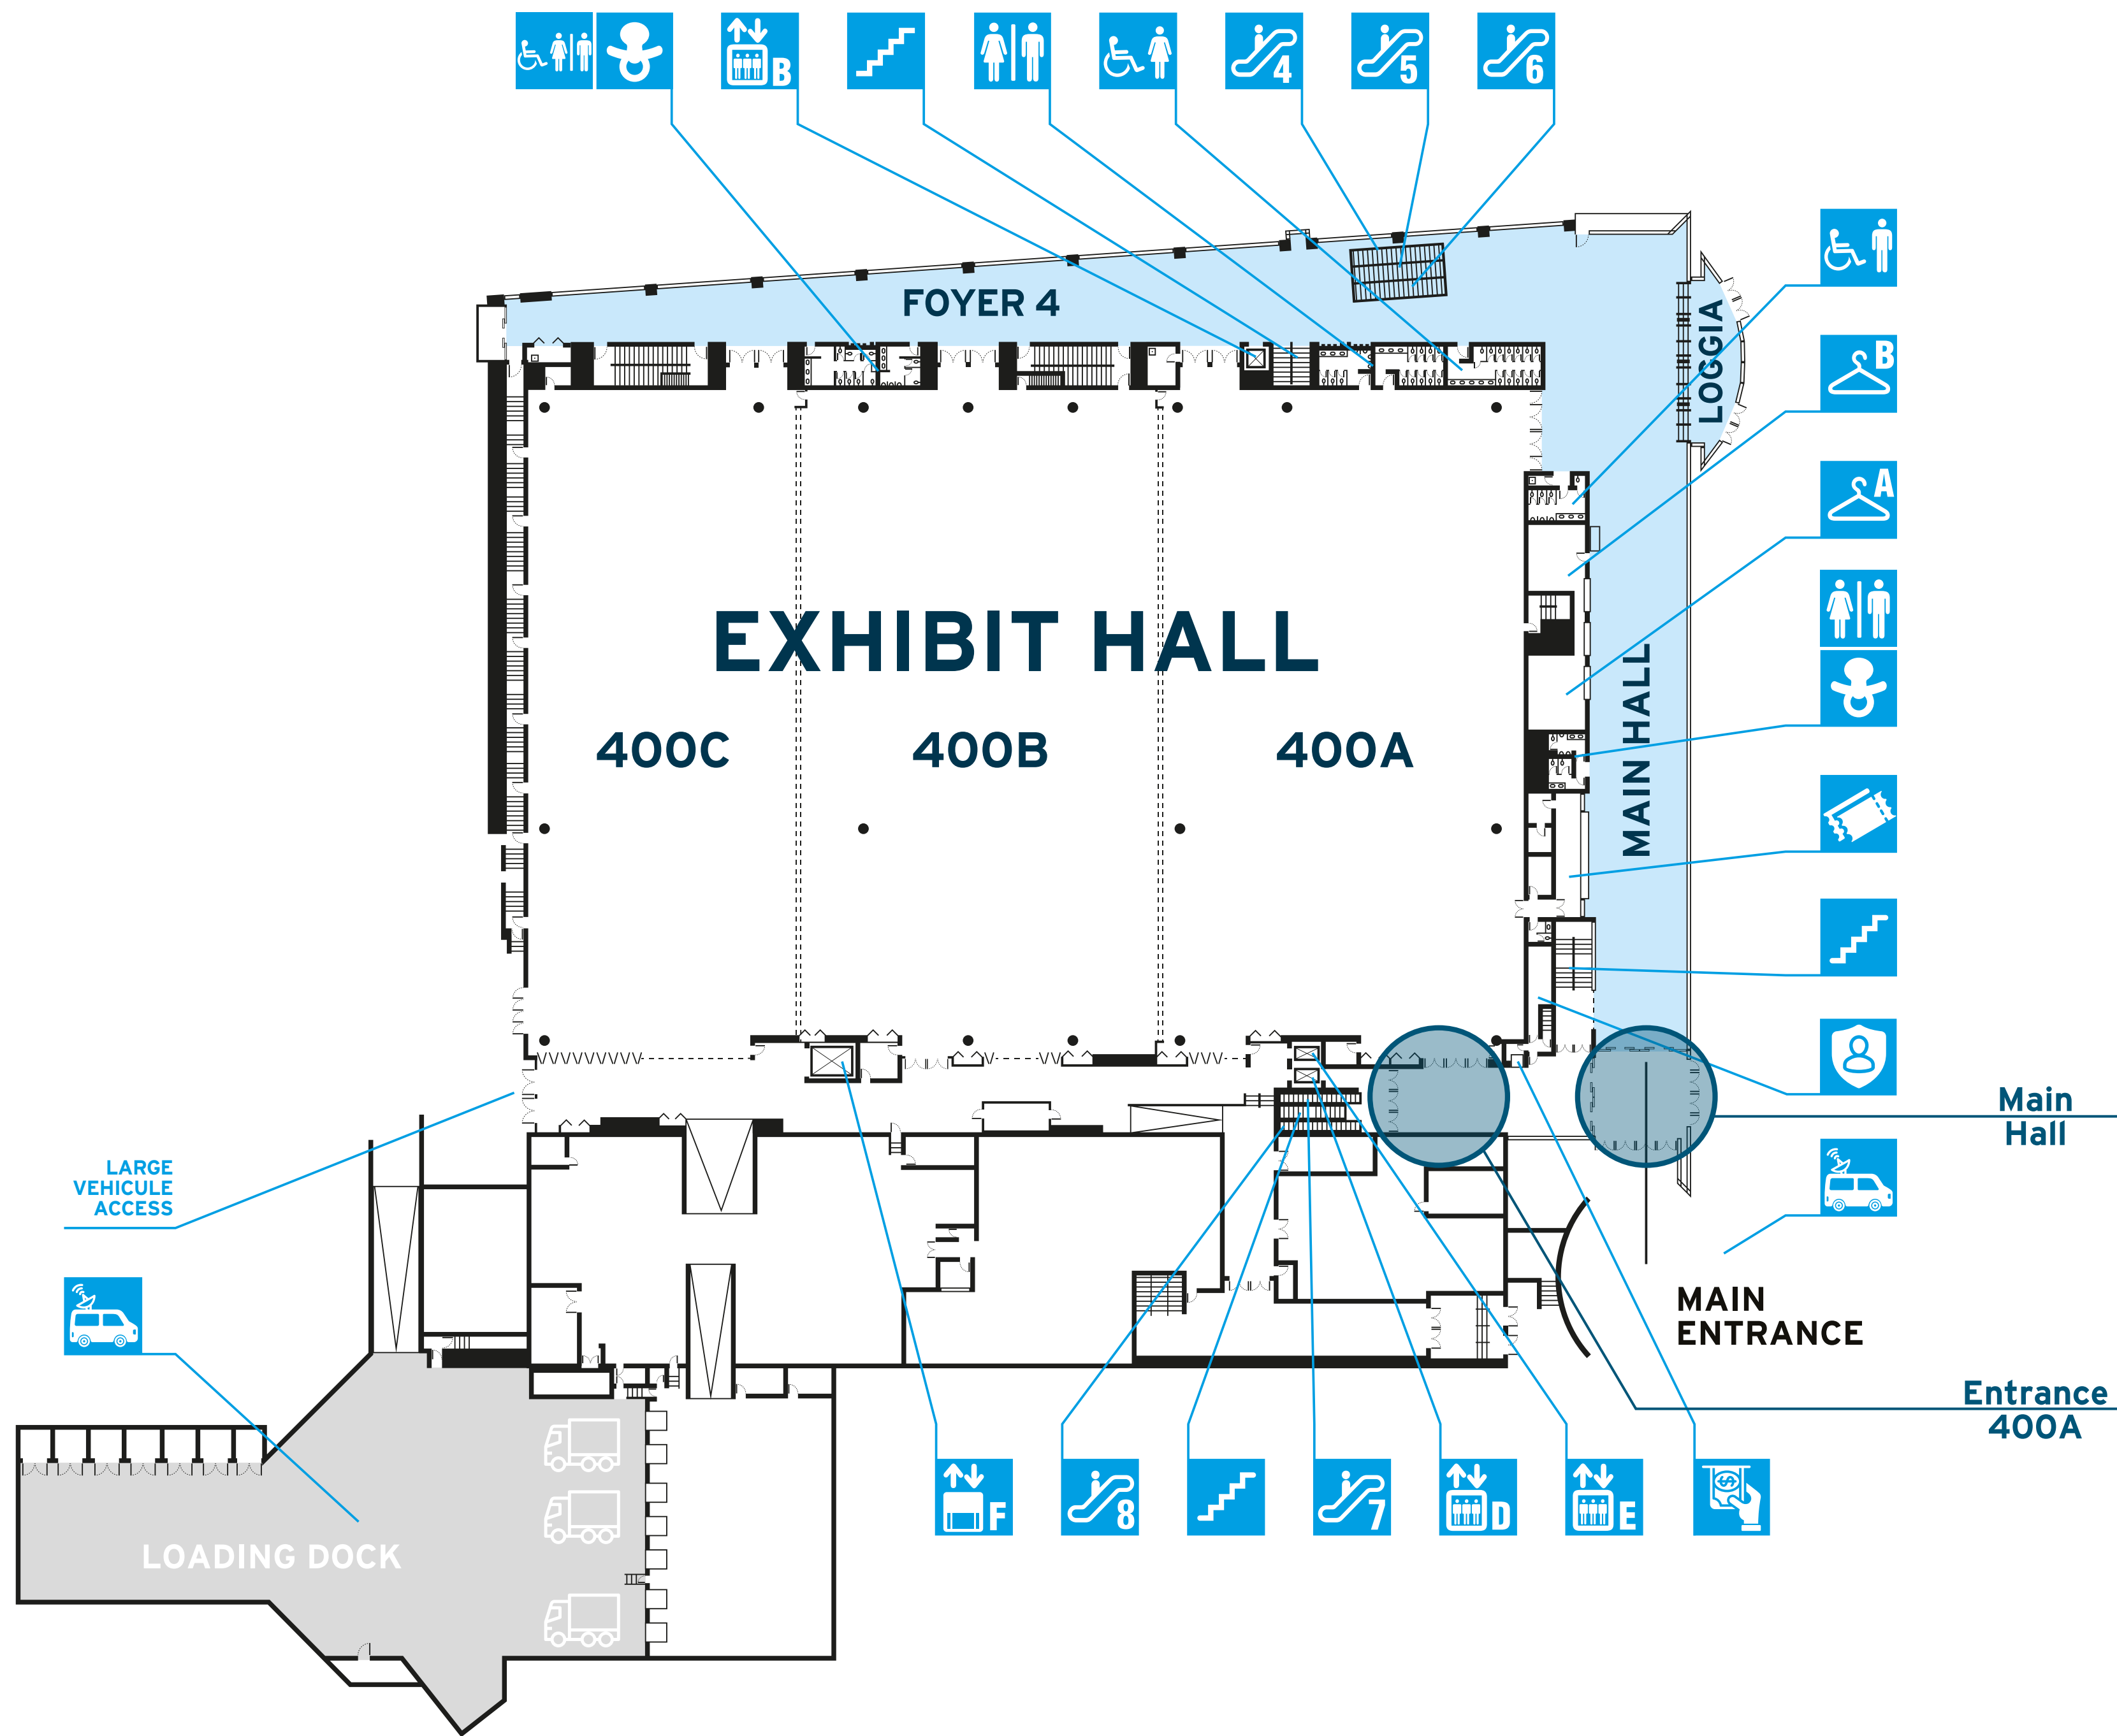 B
4
5
6
FOYER 4
LOGGIA
B
A
EXHIBIT HALL
400C
400B
400A
MAIN HALL
Main
Hall
LARGE
VEHICULE
ACCESS
MAIN
ENTRANCE
Entrance
400A
F
8
7
D
E
$
LOADING DOCK